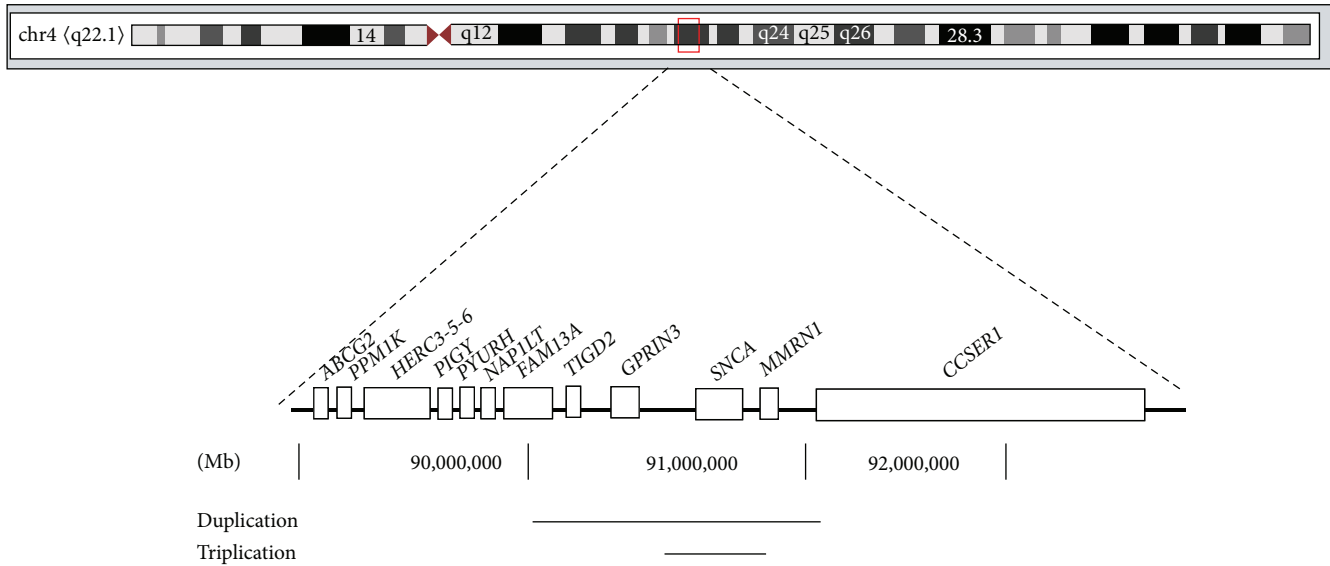 chr4 ⟨q22.1⟩ 14 q12 q24 q25 q26 28.3
ABCG2 PPM1K HERC3-5-6 PIGY PYURH NAP1LT FAM13A TIGD2 GPRIN3 SNCA MMRN1 CCSER1
(Mb) 90,000,000 91,000,000 92,000,000
Duplication
Triplication